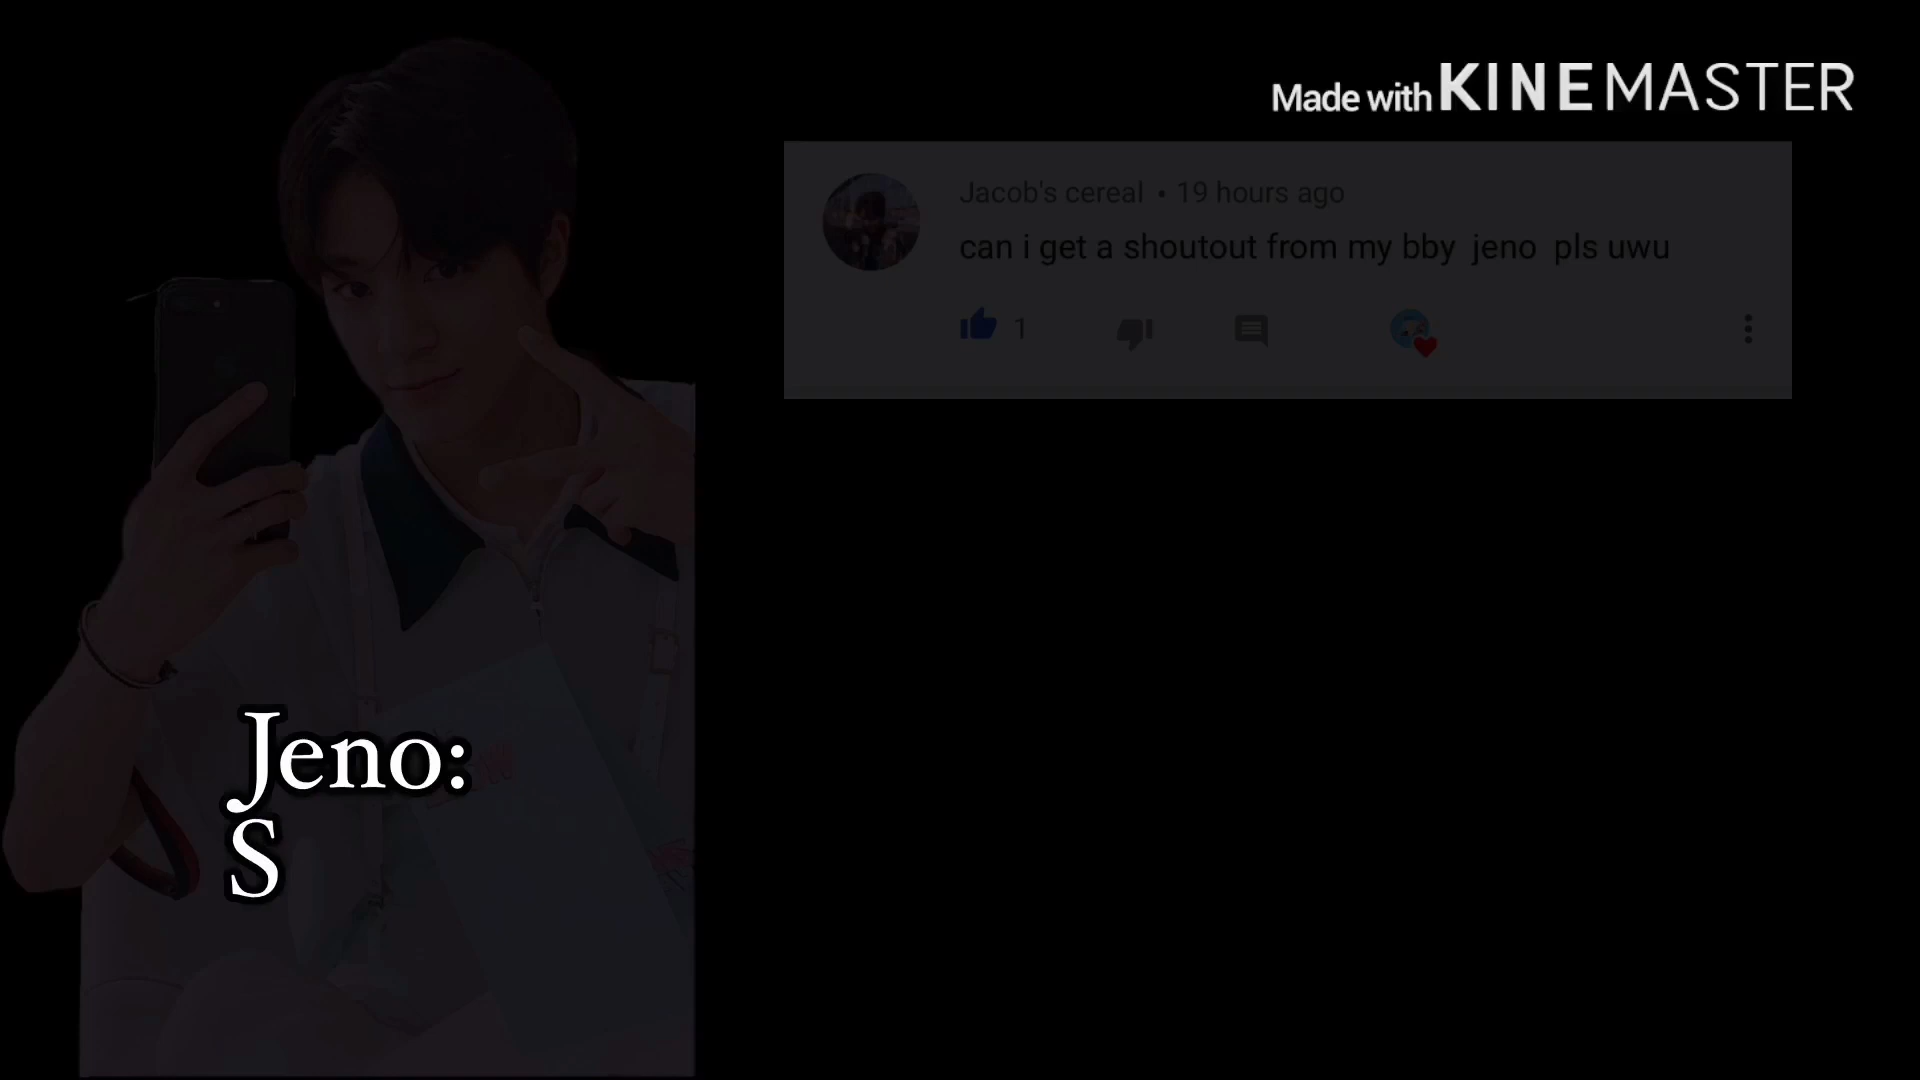 Made with KINEMASTER
Jacob's cereal • 19 hours ago
can i get a shoutout from my bby jeno pls uwu
1
Jeno:
S